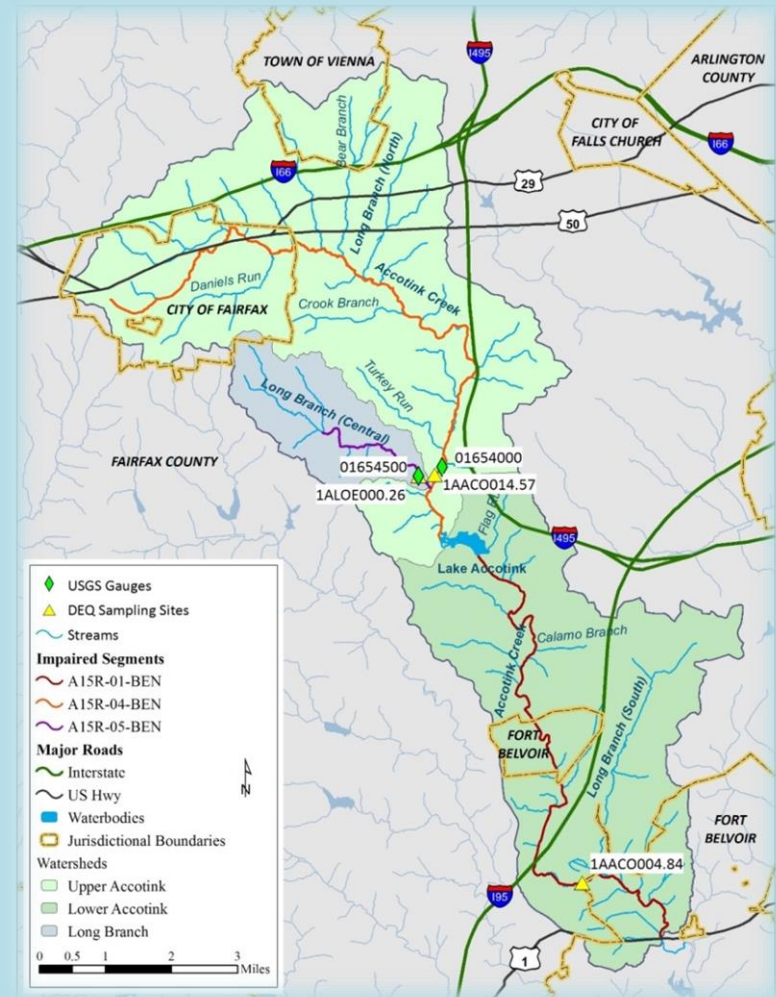 TOWN OF VIENNA
I495
ARLINGTON
COUNTY
CITY OF
FALLS CHURCH
I66
I66
Bear Branch
Long Branch (North)
29
50
Daniels Run
Accotink Creek
CITY OF FAIRFAX
Crook Branch
Turkey Run
Long Branch (Central)
FAIRFAX COUNTY
01654500
01654000
1ALOE000.26
1AACO014.57
Flag
I495
Lake Accotink
Calamo Branch
Accotink Creek
Long Branch (South)
FORT
BELVOIR
FORT
BELVOIR
1AACO004.84
I95
1
USGS Gauges
DEQ Sampling Sites
Streams
Impaired Segments
A15R-01-BEN
A15R-04-BEN
A15R-05-BEN
Major Roads
Interstate
US Hwy
Waterbodies
Jurisdictional Boundaries
N
Watersheds
Upper Accotink
Lower Accotink
Long Branch
0 0.5 1 2 3
Miles